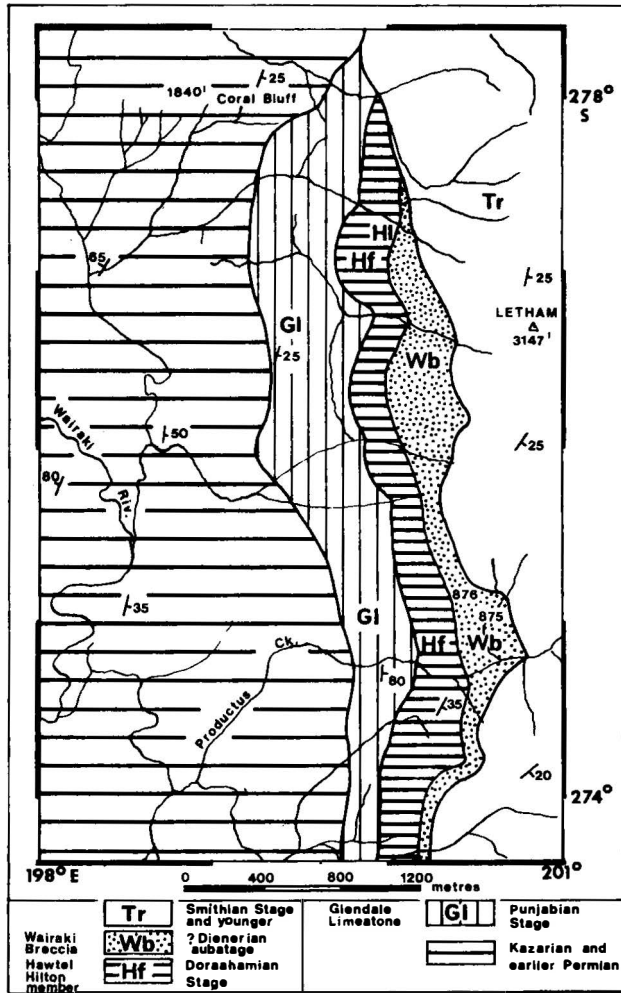 25
1840'
Coral Bluff
278°
S
Tr
65
Hl
Hf
25
LETHAM
3147'
Gl
25
Wb
Wairaki
50
25
80
Riv.
876
35
875
Gl
Hf
Wb
Ck.
80
Productus
35
20
274°
198° E
201°
0 400 800 1200
metres
Tr Smithian Stage and younger
Glendale Limeatone Gl Punjabian Stage
Wairaki Breccia Wb ? Dienerian aubatage
Hawtel Hilton member Hf Doraahamian Stage
Kazarian and earlier Permian